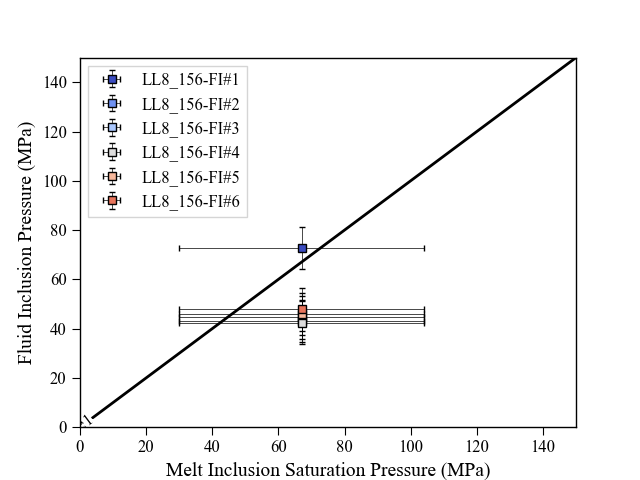 140
120
100
80
60
40
20
0
LL8_156-FI#1
LL8_156-FI#2
LL8_156-FI#3
LL8_156-FI#4
LL8_156-FI#5
LL8_156-FI#6
Fluid Inclusion Pressure (MPa)
0 20 40 60 80 100 120 140
Melt Inclusion Saturation Pressure (MPa)